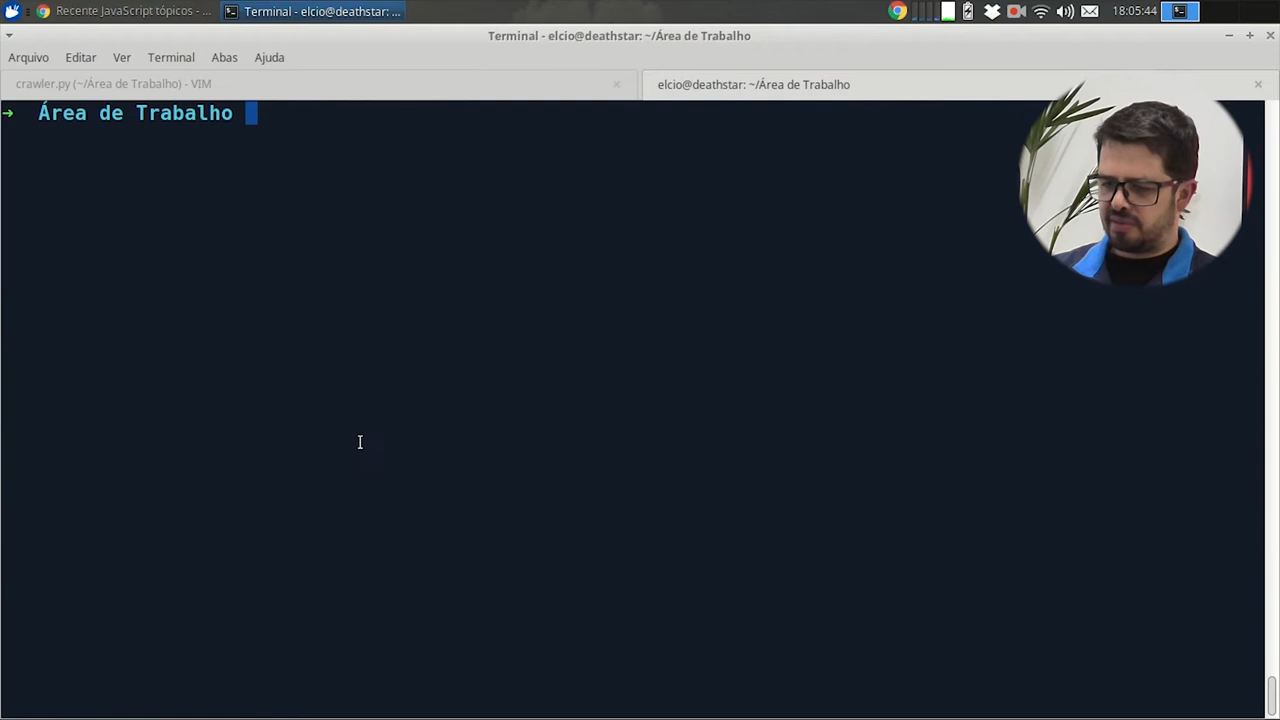 Recente JavaScript tópicos - ...
Terminal - elcio@deathstar: ...
18:05:44
Terminal - elcio@deathstar: ~/Área de Trabalho
Arquivo Editar Ver Terminal Abas Ajuda
crawler.py (~/Área de Trabalho) - VIM
elcio@deathstar: ~/Área de Trabalho
➜ Área de Trabalho